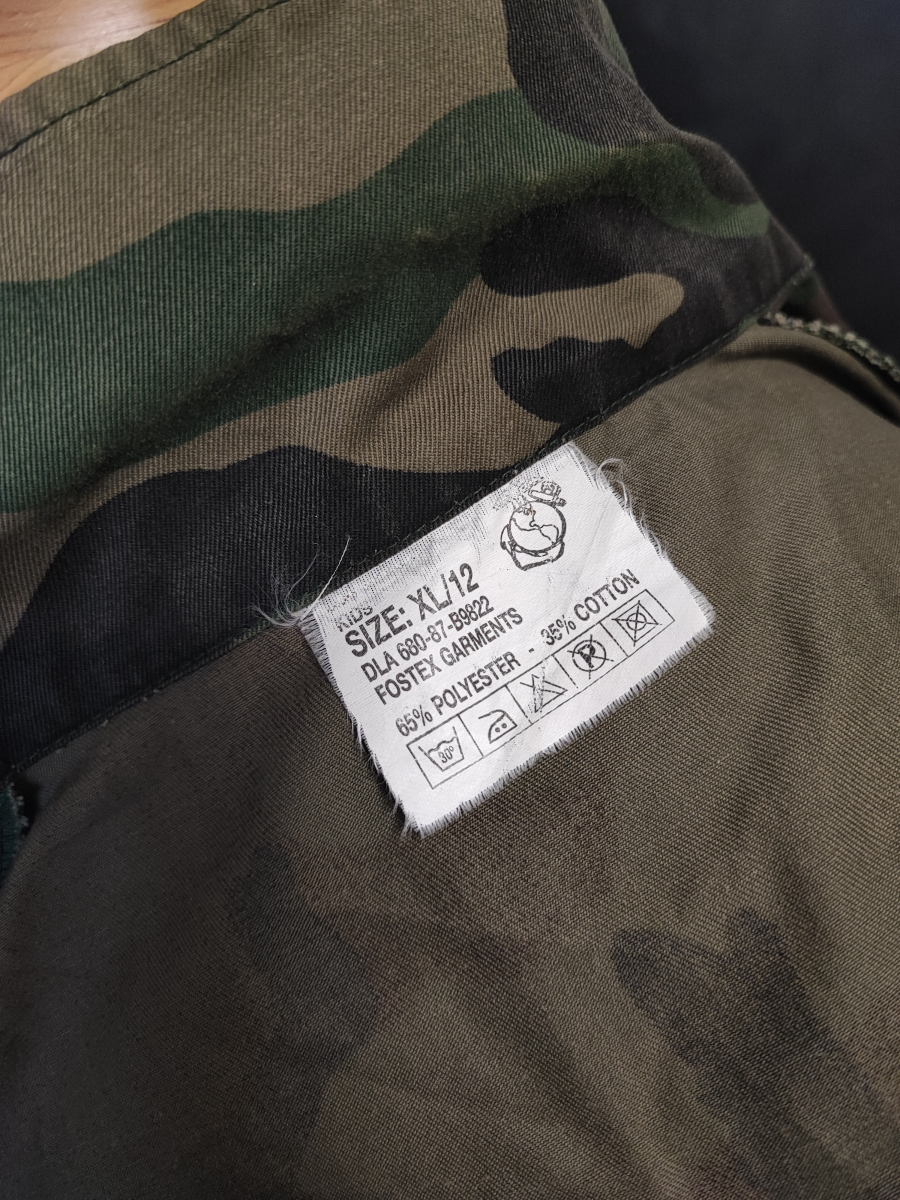 KIDS
SIZE: XL/12
DLA 680-87-B9822
FOSTEX GARMENTS
65% POLYESTER - 35% COTTON
30°
P